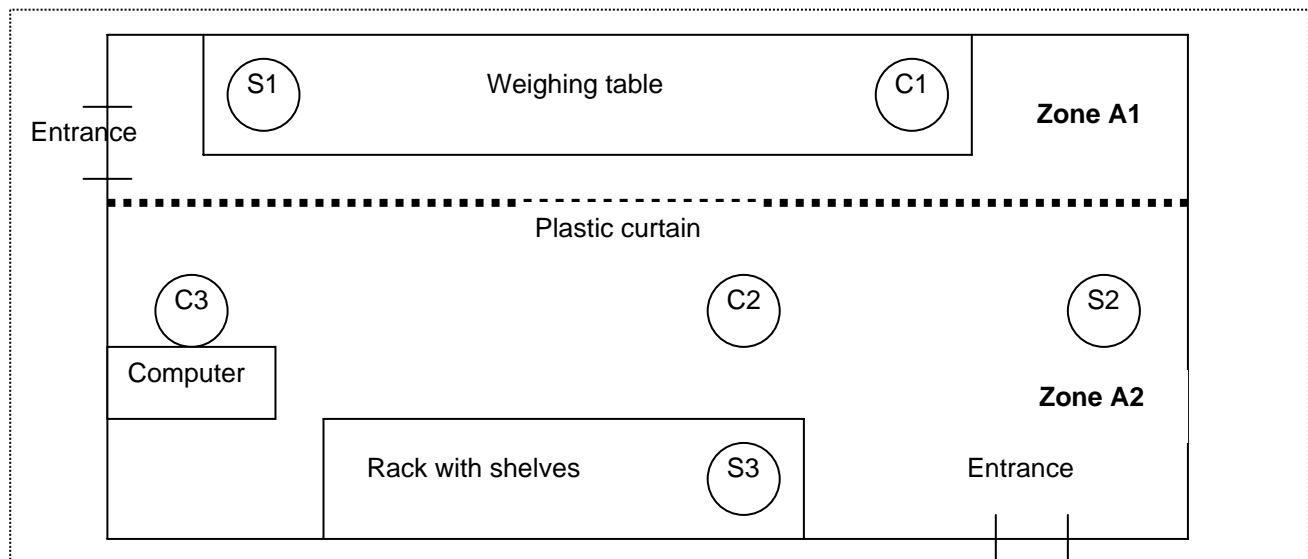 S1 Weighing table C1
Zone A1
Entrance
Plastic curtain
C3 C2 S2
Computer
Zone A2
Rack with shelves S3 Entrance